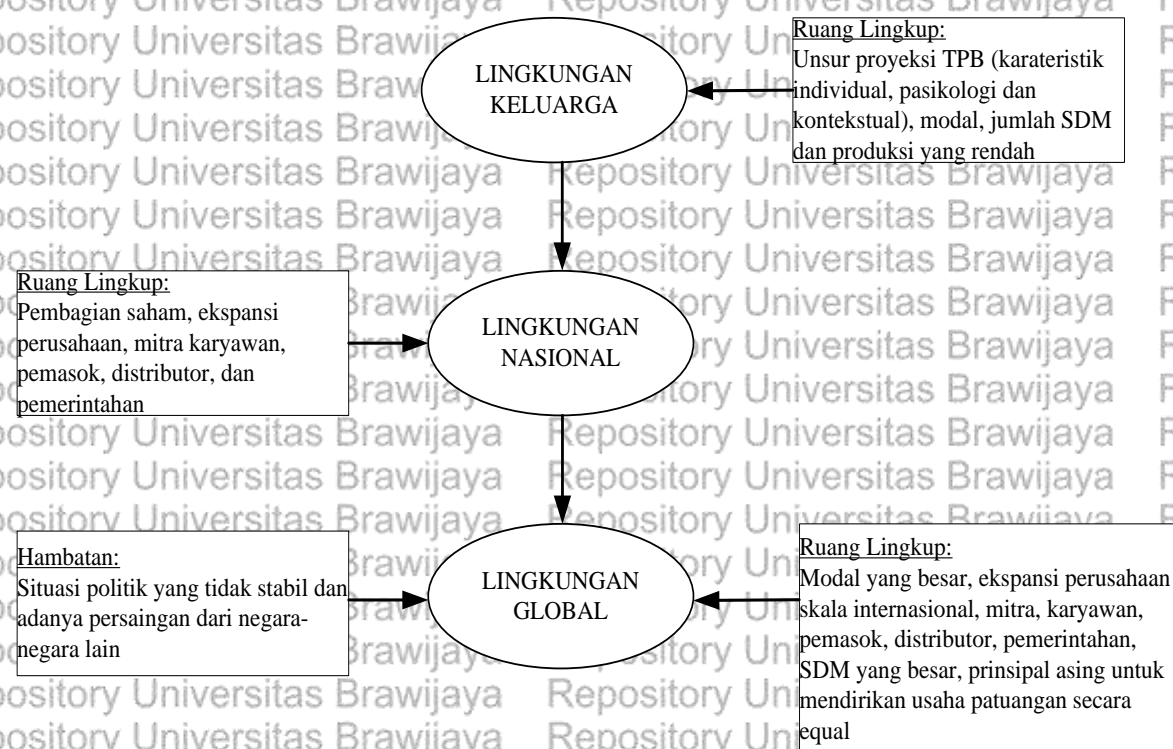 LINGKUNGAN
KELUARGA
Ruang Lingkup:
Unsur proyeksi TPB (karateristik
individual, pasikologi dan
kontekstual), modal, jumlah SDM
dan produksi yang rendah
Ruang Lingkup:
Pembagian saham, ekspansi
perusahaan, mitra karyawan,
pemasok, distributor, dan
pemerintahan
LINGKUNGAN
NASIONAL
Hambatan:
Situasi politik yang tidak stabil dan
adanya persaingan dari negara-
negara lain
LINGKUNGAN
GLOBAL
Ruang Lingkup:
Modal yang besar, ekspansi perusahaan
skala internasional, mitra, karyawan,
pemasok, distributor, pemerintahan,
SDM yang besar, prinsipal asing untuk
mendirikan usaha patuangan secara
equal
Repository Universitas Brawijaya